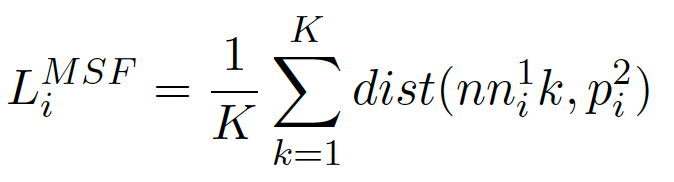 $L_i^{MSF} = \frac{1}{K} \sum_{k=1}^{K} dist(nn_i^1 k, p_i^2)$